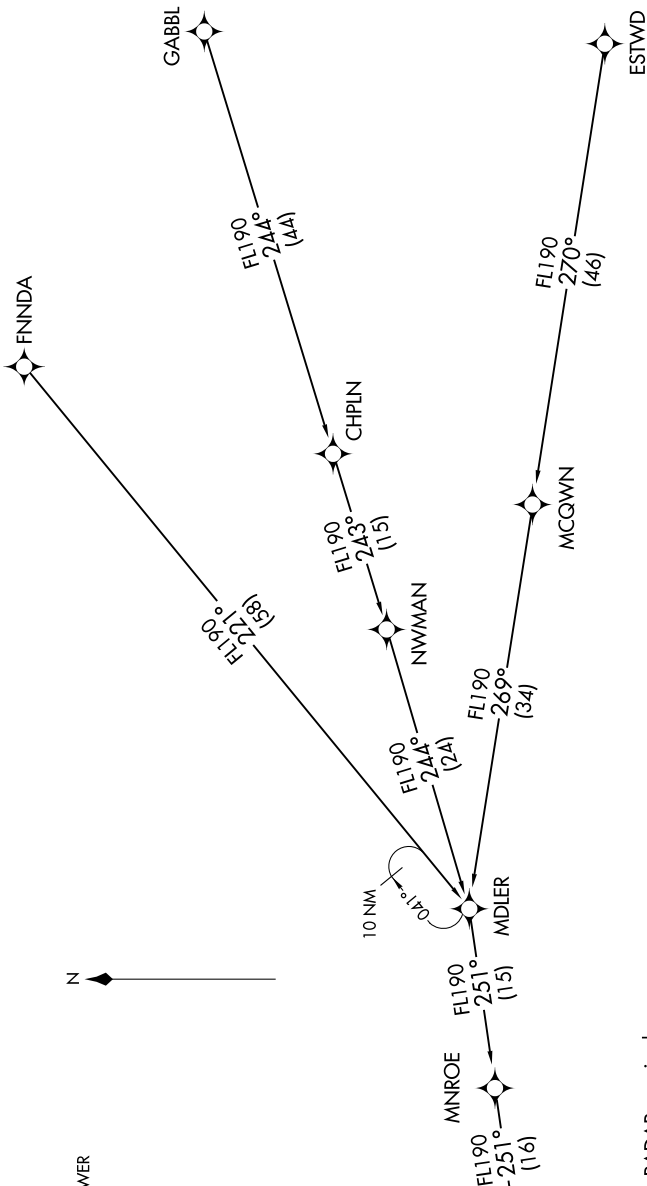 GABBL
ESTWD
FL190
244°
(44)
FL190
270°
(46)
FNNDA
CHPLN
FL190
243°
(15)
MCQWN
FL190
221°
(58)
NWMAN
FL190
269°
(34)
FL190
244°
(24)
10 NM
041°
MDLER
N
FL190
251°
(15)
MNROE
FL190
251°
(16)
WER